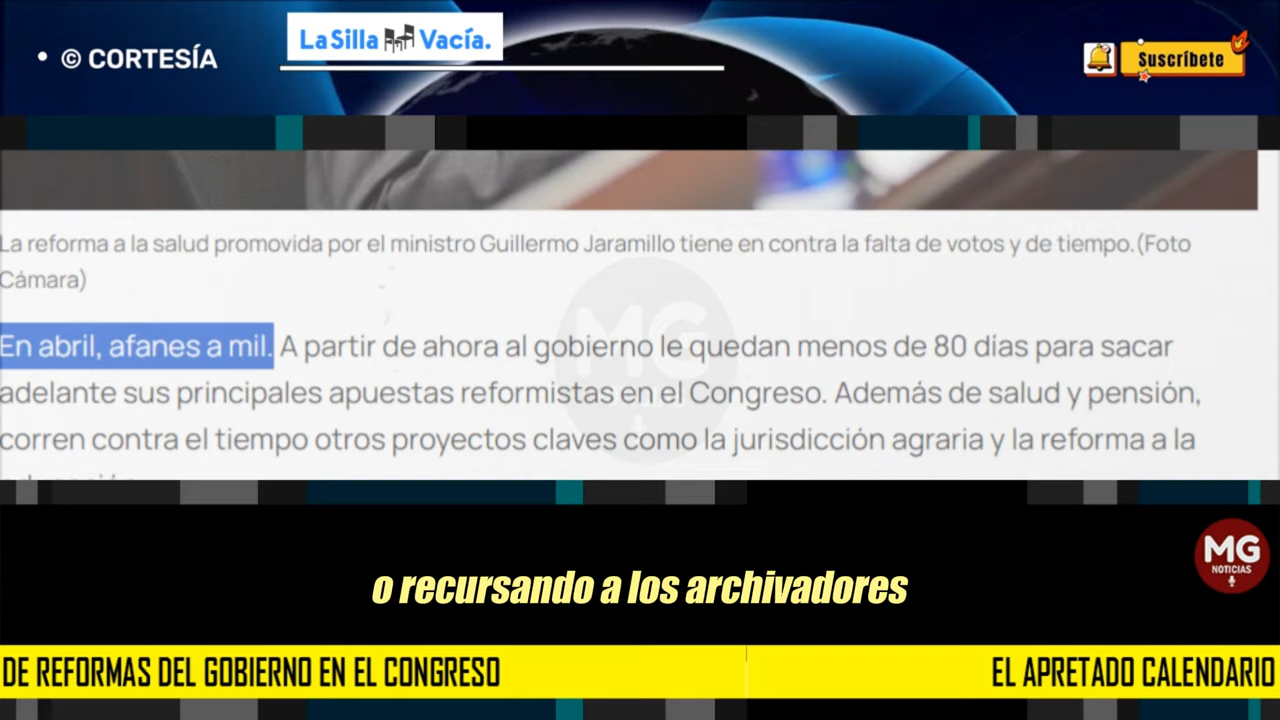 © CORTESÍA
La Silla Vacía.
Suscríbete
La reforma a la salud promovida por el ministro Guillermo Jaramillo tiene en contra la falta de votos y de tiempo.(Foto
Cámara)
En abril, afanes a mil. A partir de ahora al gobierno le quedan menos de 80 días para sacar
adelante sus principales apuestas reformistas en el Congreso. Además de salud y pensión,
corren contra el tiempo otros proyectos claves como la jurisdicción agraria y la reforma a la
MG
MG
NOTICIAS
o recursando a los archivadores
DE REFORMAS DEL GOBIERNO EN EL CONGRESO
EL APRETADO CALENDARIO